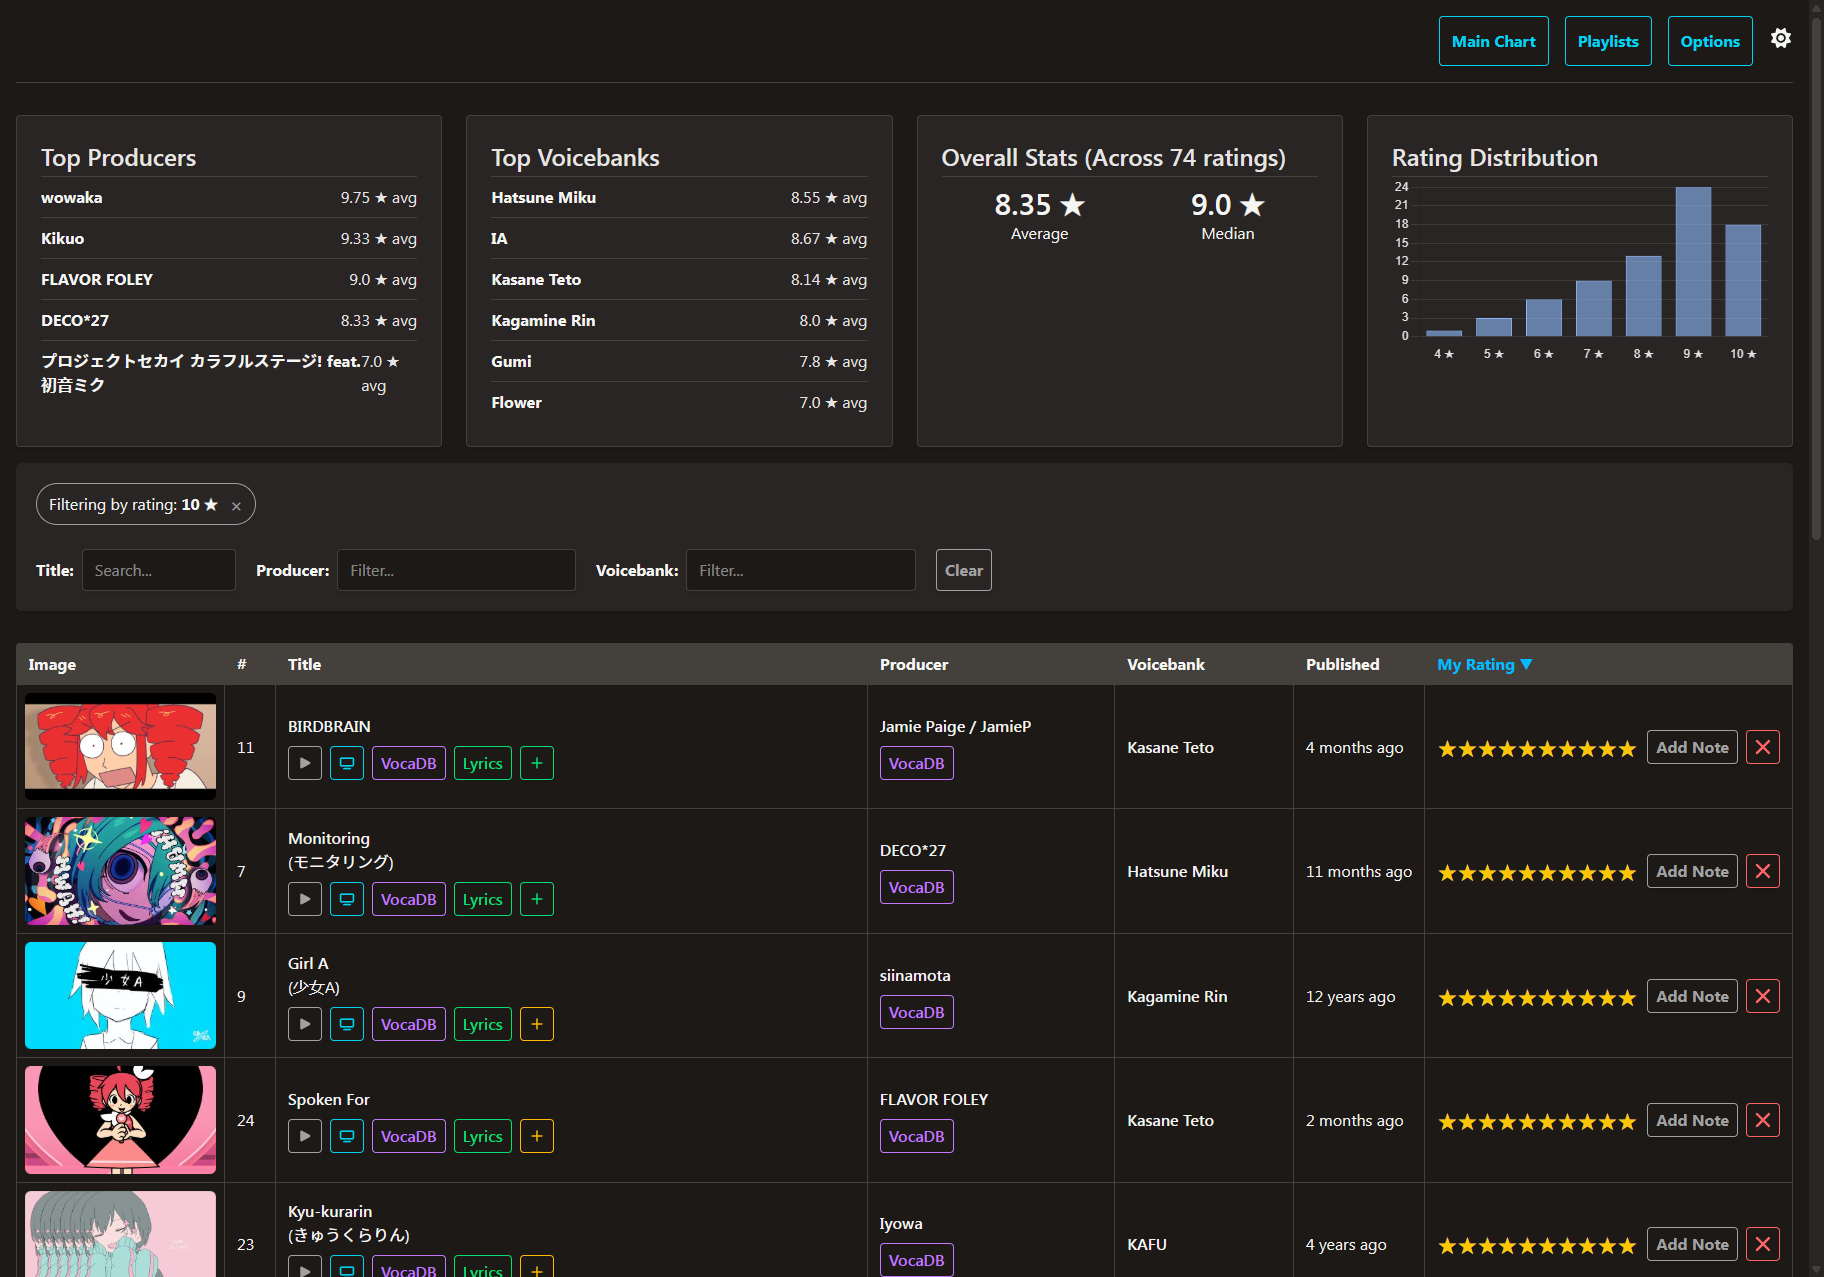 Main Chart
Playlists
Options
Top Producers
wowaka 9.75 ★ avg
Kikuo 9.33 ★ avg
FLAVOR FOLEY 9.0 ★ avg
DECO*27 8.33 ★ avg
プロジェクトセカイ カラフルステージ! feat. 7.0 ★
初音ミク avg
Top Voicebanks
Hatsune Miku 8.55 ★ avg
IA 8.67 ★ avg
Kasane Teto 8.14 ★ avg
Kagamine Rin 8.0 ★ avg
Gumi 7.8 ★ avg
Flower 7.0 ★ avg
Overall Stats (Across 74 ratings)
8.35 ★ 9.0 ★
Average Median
Rating Distribution
24
21
18
15
12
9
6
3
0
4 ★ 5 ★ 6 ★ 7 ★ 8 ★ 9 ★ 10 ★
Filtering by rating: 10 ★ ×
Title: Search... Producer: Filter... Voicebank: Filter... Clear
Image # Title Producer Voicebank Published My Rating ▼
11
BIRDBRAIN
VocaDB Lyrics +
Jamie Paige / JamieP
VocaDB
Kasane Teto
4 months ago
★★★★★★★★★★ Add Note
7
Monitoring
(モニタリング)
VocaDB Lyrics +
DECO*27
VocaDB
Hatsune Miku
11 months ago
★★★★★★★★★★ Add Note
少女A
9
Girl A
(少女A)
VocaDB Lyrics +
siinamota
VocaDB
Kagamine Rin
12 years ago
★★★★★★★★★★ Add Note
24
Spoken For
VocaDB Lyrics +
FLAVOR FOLEY
VocaDB
Kasane Teto
2 months ago
★★★★★★★★★★ Add Note
23
Kyu-kurarin
(きゅうくらりん)
VocaDB Lyrics +
Iyowa
VocaDB
KAFU
4 years ago
★★★★★★★★★★ Add Note